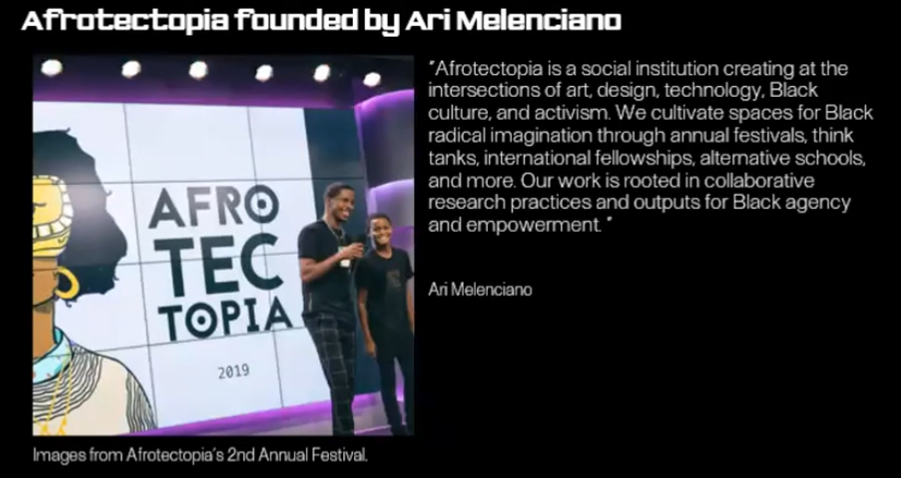 Afrotectopia founded by Ari Melenciano
AFRO
TEC
TOPIA
2019
"Afrotectopia is a social institution creating at the
intersections of art, design, technology, Black
culture, and activism. We cultivate spaces for Black
radical imagination through annual festivals, think
tanks, international fellowships, alternative schools,
and more. Our work is rooted in collaborative
research practices and outputs for Black agency
and empowerment. "
Ari Melenciano
Images from Afrotectopia's 2nd Annual Festival.